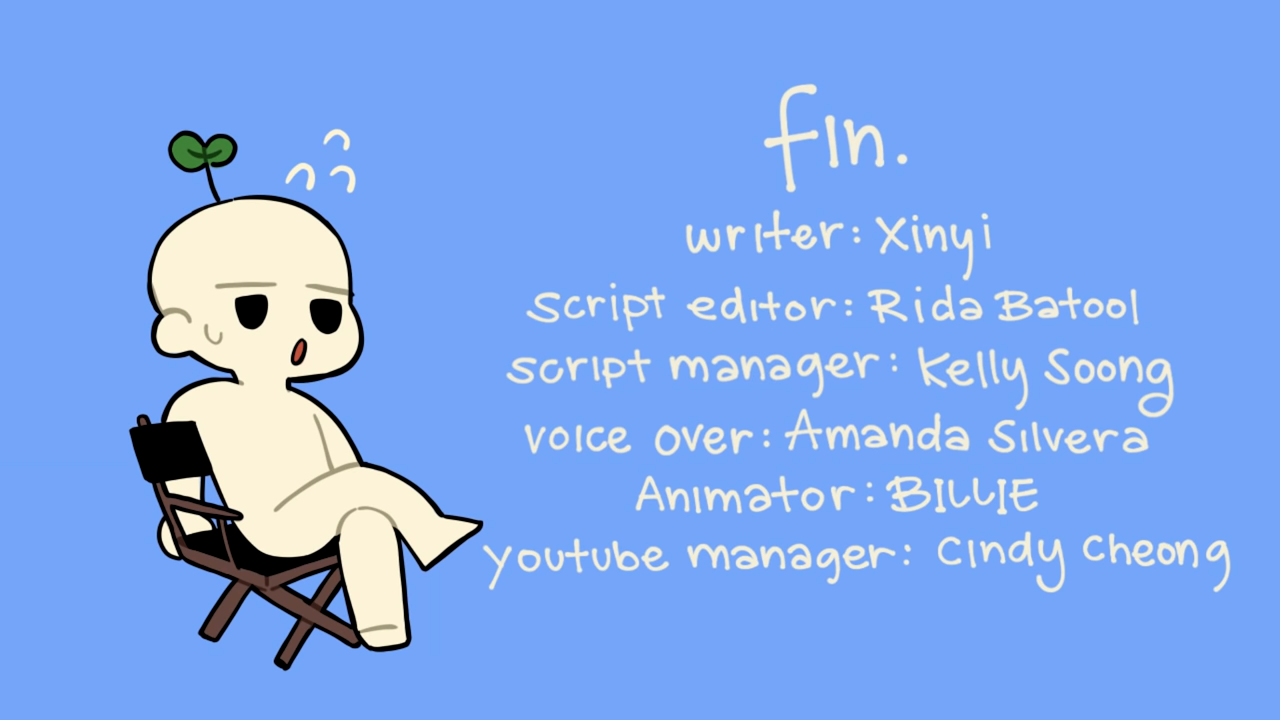 fin.
writer: Xinyi
script editor: Rida Batool
script manager: Kelly Soong
voice over: Amanda Silvera
Animator: BILLIE
youtube manager: Cindy Cheong